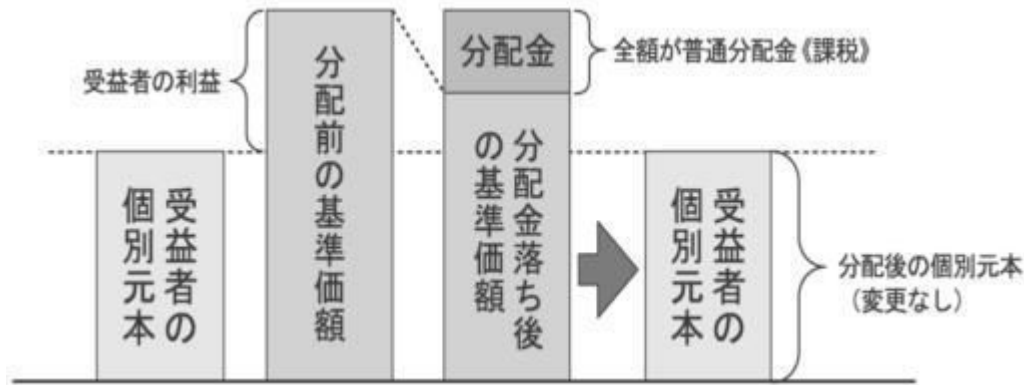 受益者の利益
受益者の
個別元本
分配前の基準価額
分配金
全額が普通分配金《課税》
分配金落ち後
の基準価額
受益者の
個別元本
分配後の個別元本
（変更なし）